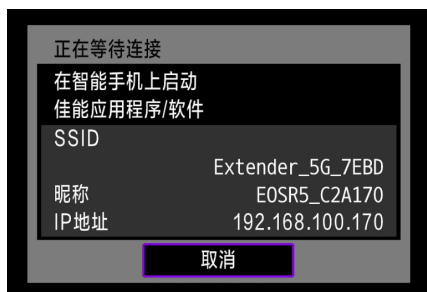 正在等待连接
在智能手机上启动
佳能应用程序/软件
SSID
Extender_5G_7EBD
昵称 EOSR5_C2A170
IP地址 192.168.100.170
取消